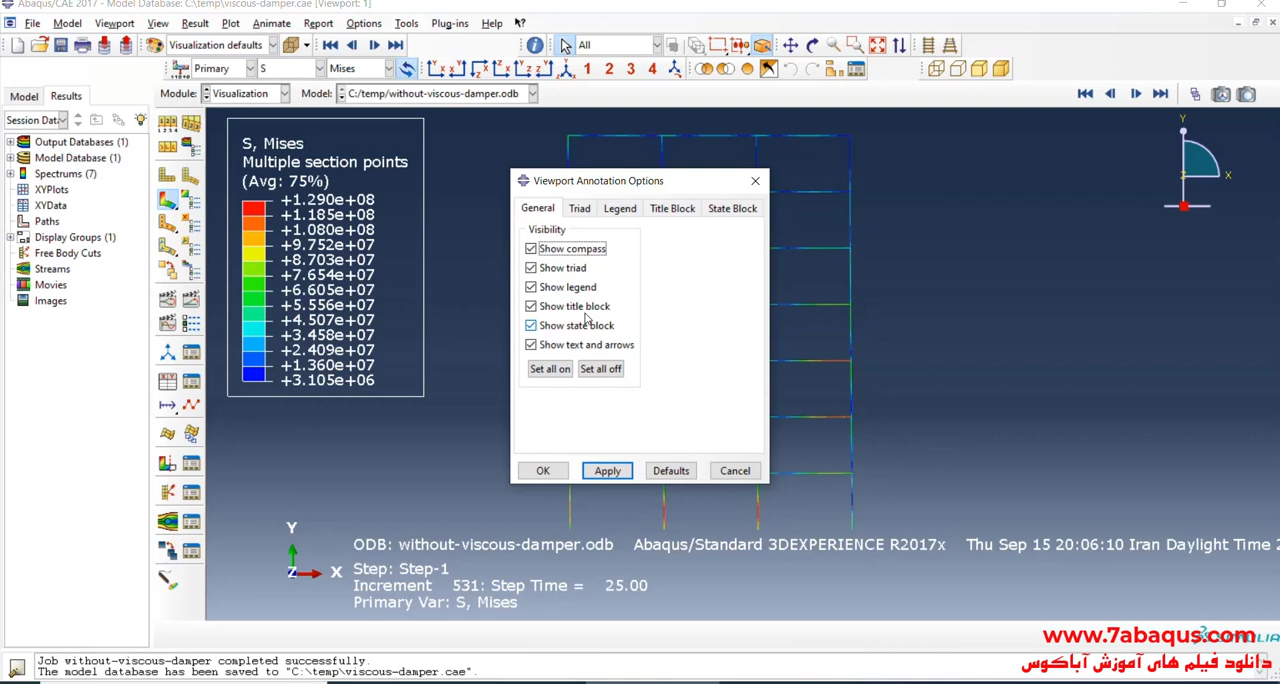 Abaqus/CAE 2017 - Model Database: C:\temp\viscous-damper.cae [Viewport: 1]
File Model Viewport View Result Plot Animate Report Options Tools Plug-ins Help
Visualization defaults All
Primary S Mises 1 2 3 4
Model Results Module: Visualization Model: C:/temp/without-viscous-damper.odb
Session Data
Output Databases (1)
Model Database (1)
Spectrums (7)
XYPlots
XYData
Paths
Display Groups (1)
Free Body Cuts
Streams
Movies
Images
S, Mises
Multiple section points
(Avg: 75%)
+1.290e+08
+1.185e+08
+1.080e+08
+9.752e+07
+8.703e+07
+7.654e+07
+6.605e+07
+5.556e+07
+4.507e+07
+3.458e+07
+2.409e+07
+1.360e+07
+3.105e+06
Viewport Annotation Options
General Triad Legend Title Block State Block
Visibility
Show compass
Show triad
Show legend
Show title block
Show state block
Show text and arrows
Set all on Set all off
OK Apply Defaults Cancel
Y
X
Z
Y
Z X
ODB: without-viscous-damper.odb Abaqus/Standard 3DEXPERIENCE R2017x Thu Sep 15 20:06:10 Iran Daylight Time 2
Step: Step-1
Increment 531: Step Time = 25.00
Primary Var: S, Mises
www.7abaqus.com
دانلود فیلم های آموزش آباکوس
Job without-viscous-damper completed successfully.
The model database has been saved to "C:\temp\viscous-damper.cae".